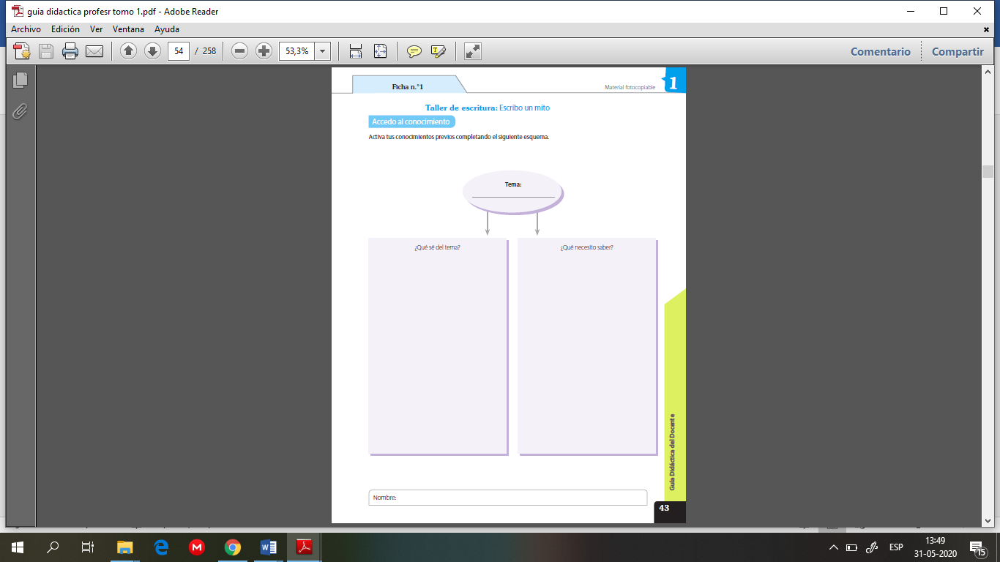 guia didactica profesr tomo 1.pdf - Adobe Reader
Archivo Edición Ver Ventana Ayuda
54 / 258 53,3% Comentario Compartir
Ficha n.°1 Material fotocopiable 1
Taller de escritura: Escribo un mito
Accedo al conocimiento
Activa tus conocimientos previos completando el siguiente esquema.
Tema:
¿Qué sé del tema? ¿Qué necesito saber?
Guía Didáctica del Docente
Nombre:
43
ESP 13:49
31-05-2020 15